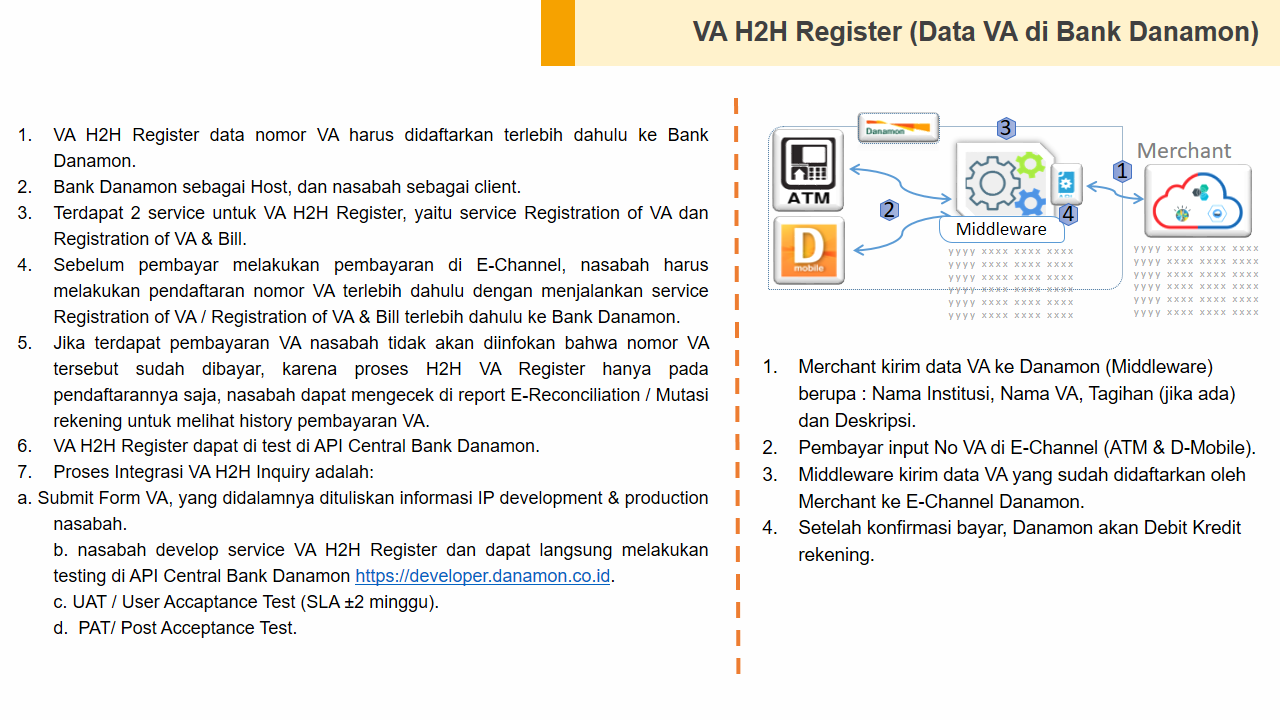 VA H2H Register (Data VA di Bank Danamon)
1. VA H2H Register data nomor VA harus didaftarkan terlebih dahulu ke Bank
Danamon.
2. Bank Danamon sebagai Host, dan nasabah sebagai client.
3. Terdapat 2 service untuk VA H2H Register, yaitu service Registration of VA dan
Registration of VA & Bill.
4. Sebelum pembayar melakukan pembayaran di E-Channel, nasabah harus
melakukan pendaftaran nomor VA terlebih dahulu dengan menjalankan service
Registration of VA / Registration of VA & Bill terlebih dahulu ke Bank Danamon.
5. Jika terdapat pembayaran VA nasabah tidak akan diinfokan bahwa nomor VA
tersebut sudah dibayar, karena proses H2H VA Register hanya pada
pendaftarannya saja, nasabah dapat mengecek di report E-Reconciliation / Mutasi
rekening untuk melihat history pembayaran VA.
6. VA H2H Register dapat di test di API Central Bank Danamon.
7. Proses Integrasi VA H2H Inquiry adalah:
a. Submit Form VA, yang didalamnya dituliskan informasi IP development & production
nasabah.
b. nasabah develop service VA H2H Register dan dapat langsung melakukan
testing di API Central Bank Danamon https://developer.danamon.co.id.
c. UAT / User Accaptance Test (SLA ±2 minggu).
d. PAT/ Post Acceptance Test.
Danamon
3
Merchant
1
ATM
2
4
Middleware
D
mobile
yyyy xxxx xxxx xxxx
yyyy xxxx xxxx xxxx
yyyy xxxx xxxx xxxx
yyyy xxxx xxxx xxxx
yyyy xxxx xxxx xxxx
yyyy xxxx xxxx xxxx
yyyy xxxx xxxx xxxx
yyyy xxxx xxxx xxxx
yyyy xxxx xxxx xxxx
yyyy xxxx xxxx xxxx
yyyy xxxx xxxx xxxx
yyyy xxxx xxxx xxxx
1. Merchant kirim data VA ke Danamon (Middleware)
berupa : Nama Institusi, Nama VA, Tagihan (jika ada)
dan Deskripsi.
2. Pembayar input No VA di E-Channel (ATM & D-Mobile).
3. Middleware kirim data VA yang sudah didaftarkan oleh
Merchant ke E-Channel Danamon.
4. Setelah konfirmasi bayar, Danamon akan Debit Kredit
rekening.